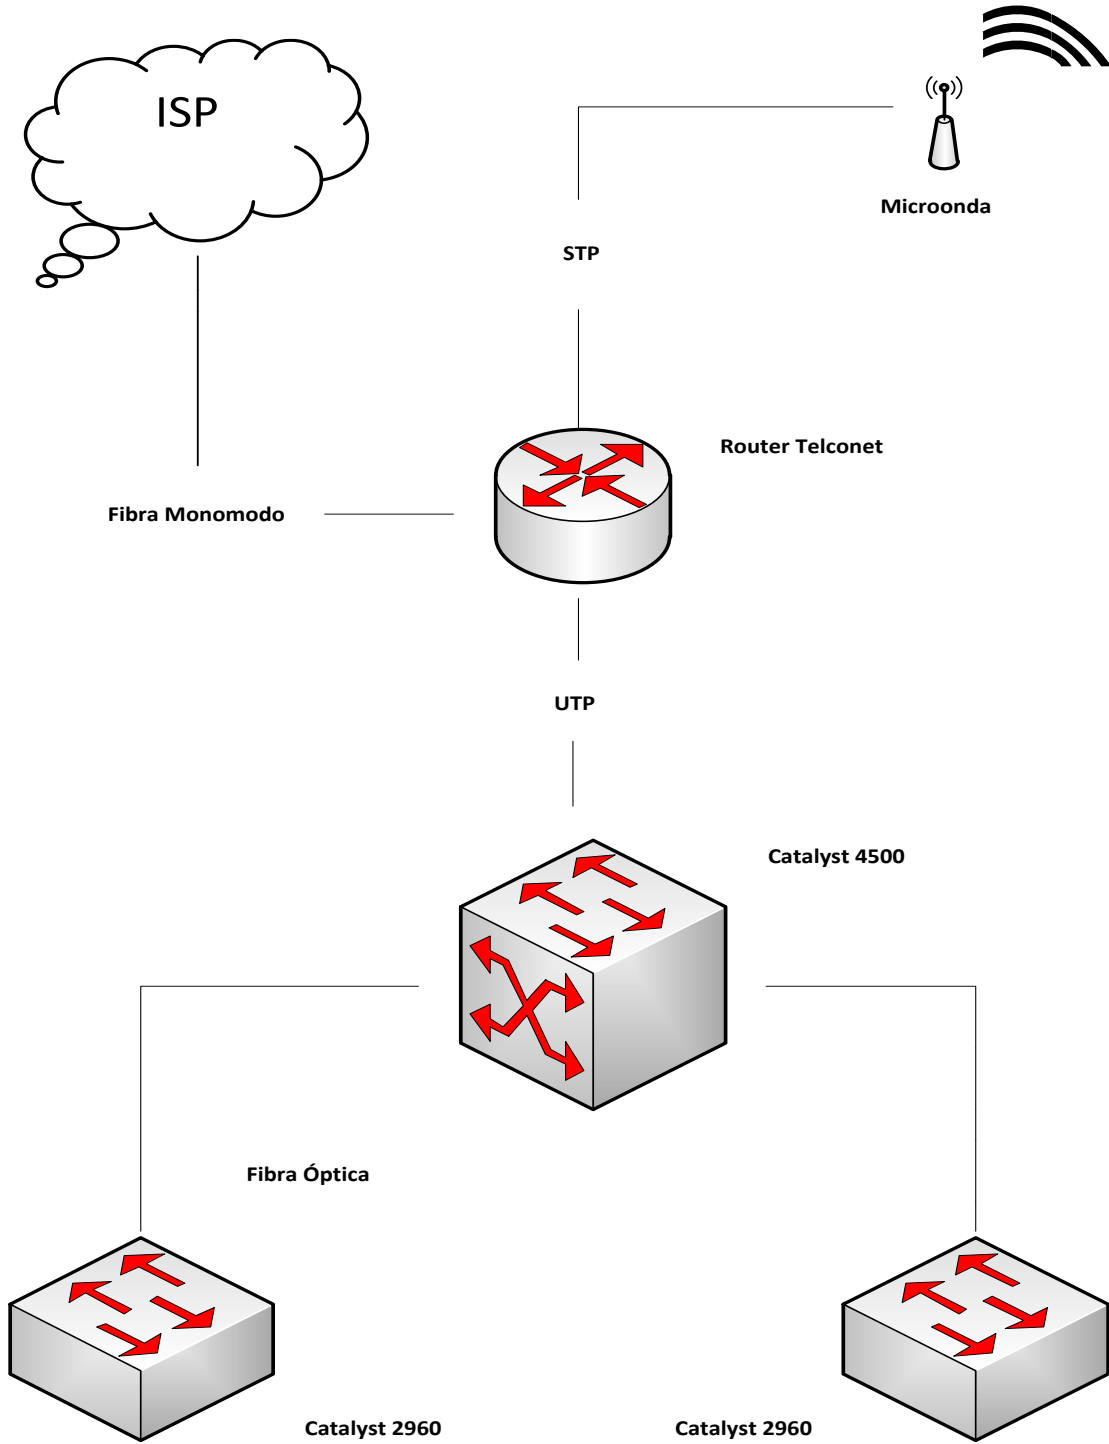 ISP
Microonda
STP
Router Telconet
Fibra Monomodo
UTP
Catalyst 4500
Fibra Óptica
Catalyst 2960
Catalyst 2960